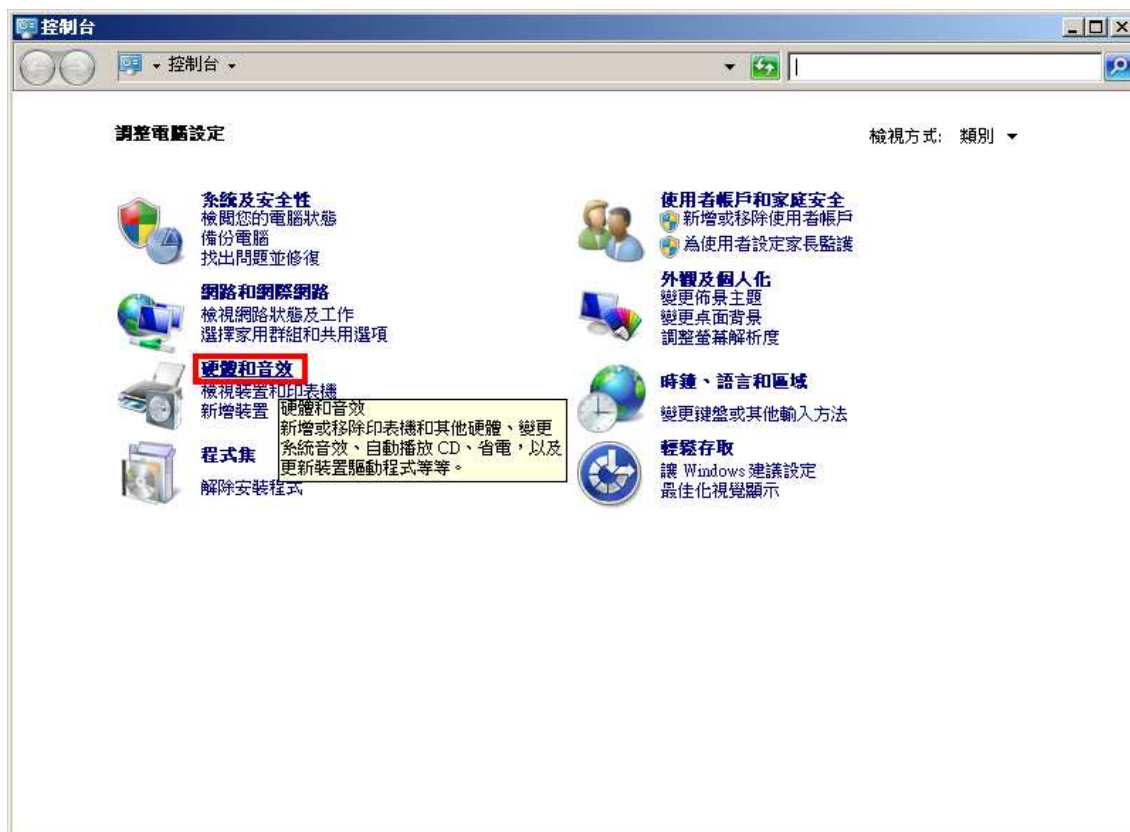 控制台
控制台
調整電腦設定
檢視方式: 類別
系統及安全性
檢閱您的電腦狀態
備份電腦
找出問題並修復
網路和網際網路
檢視網路狀態及工作
選擇家用群組和共用選項
硬體和音效
檢視裝置和印表機
新增裝置
硬體和音效
新增或移除印表機和其他硬體、變更
系統音效、自動播放 CD、省電，以及
更新裝置驅動程式等等。
程式集
解除安裝程式
使用者帳戶和家庭安全
新增或移除使用者帳戶
為使用者設定家長監護
外觀及個人化
變更佈景主題
變更桌面背景
調整螢幕解析度
時鐘、語言和區域
變更鍵盤或其他輸入方法
輕鬆存取
讓 Windows 建議設定
最佳化視覺顯示